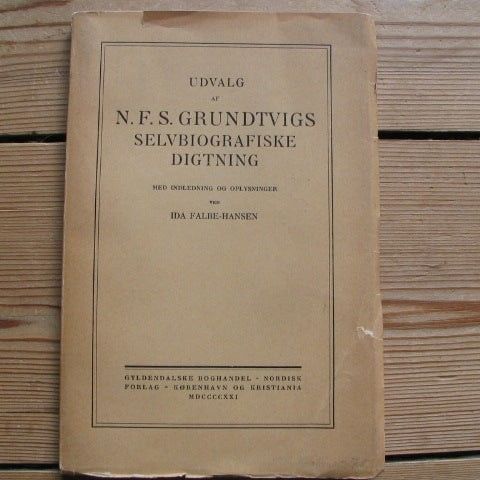 UDVALG
AF
N. F. S. GRUNDTVIGS
SELVBIOGRAFISKE
DIGTNING
MED INDLEDNING OG OPLYSNINGER
VED
IDA FALBE-HANSEN
GYLDENDALSKE BOGHANDEL - NORDISK
FORLAG - KØBENHAVN OG KRISTIANIA
MDCCCCXXI